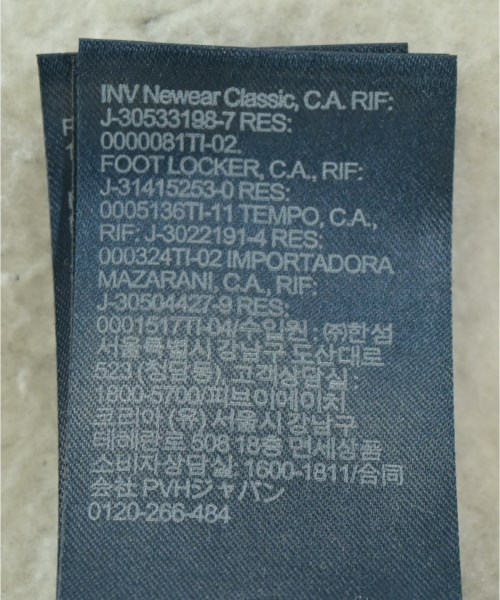 INV Newear Classic, C.A. RIF:
J-30533198-7 RES:
0000081TI-02.
FOOT LOCKER, C.A., RIF:
J-31415253-0 RES:
0005136TI-11 TEMPO, C.A.,
RIF: J-3022191-4 RES:
000324TI-02 IMPORTADORA
MAZARANI, C.A., RIF:
J-30504427-9 RES:
0001517TI-04/수입원 : ㈜한섬
서울특별시 강남구 도산대로
523 (청담동), 고객상담실 :
1800-5700/피브이에이치
코리아 (유) 서울시 강남구
테헤란로 508 18층 면세상품
소비자상담실: 1600-1811/合同
会社 PVHジャパン
0120-266-484